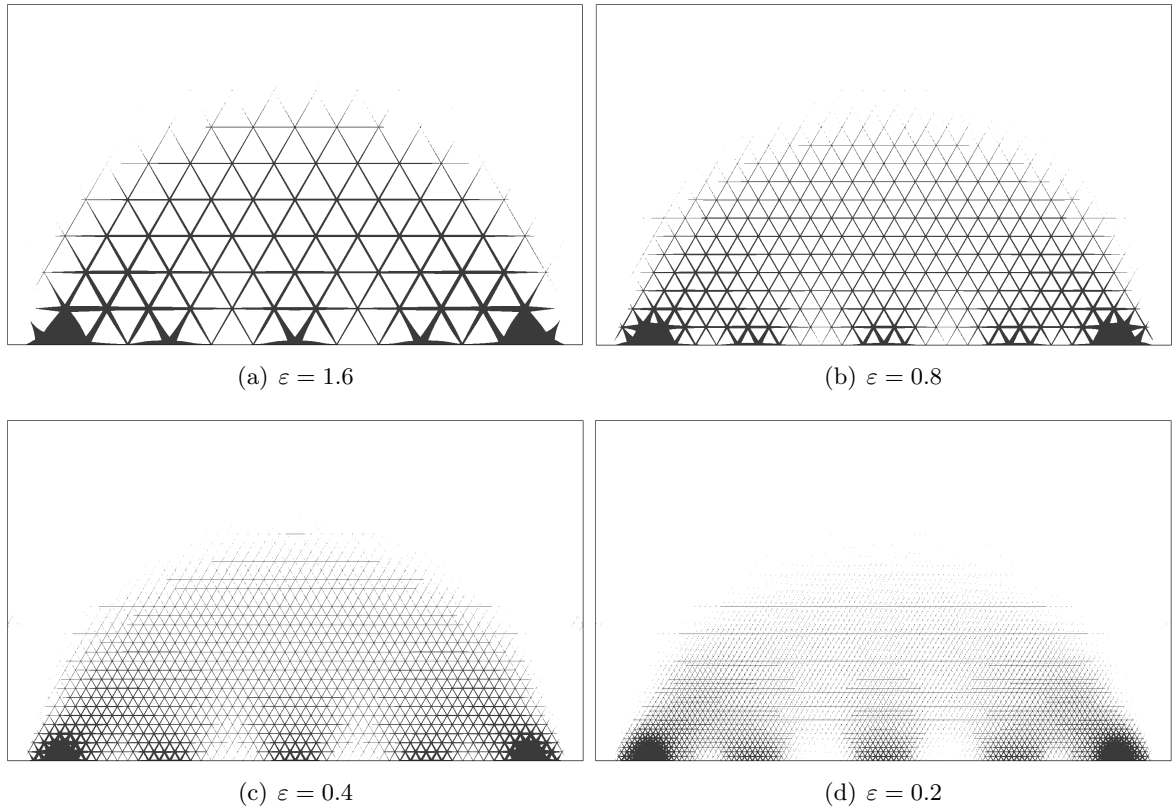 (a) ε = 1.6
(b) ε = 0.8
(c) ε = 0.4
(d) ε = 0.2